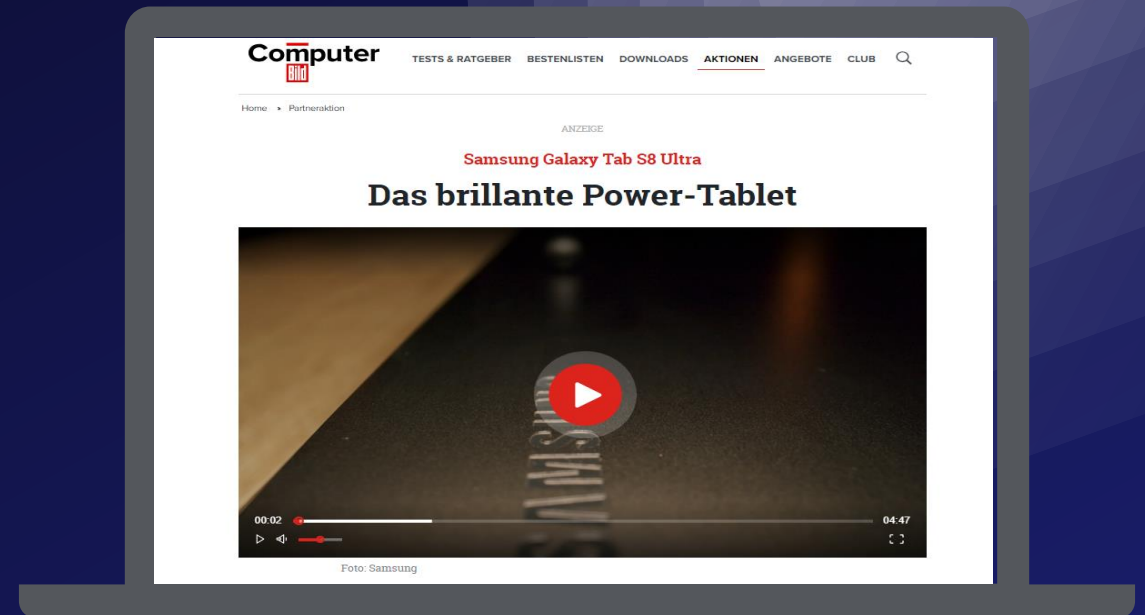 Computer
Bild
TESTS & RATGEBER BESTENLISTEN DOWNLOADS AKTIONEN ANGEBOTE CLUB
Home > Partneraktion
ANZEIGE
Samsung Galaxy Tab S8 Ultra
Das brillante Power-Tablet
SAMSUNG
00:02 04:47
Foto: Samsung